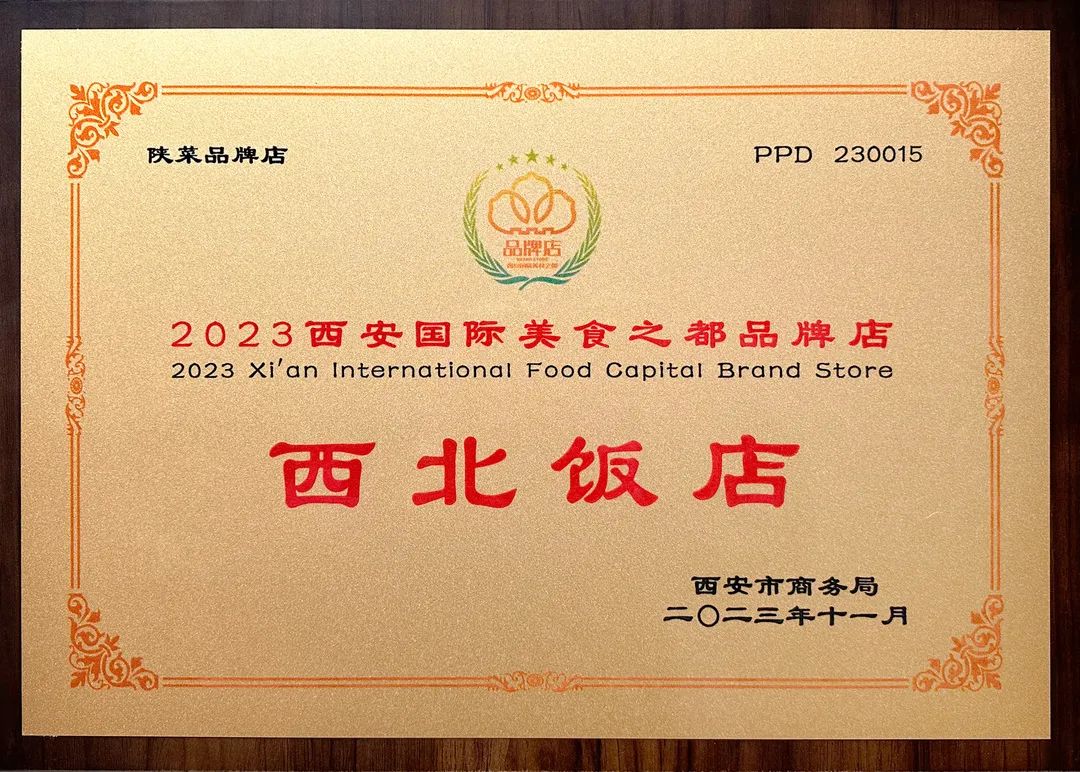 陕菜品牌店
PPD 230015
品牌店
2023西安国际美食之都品牌店
2023 Xi'an International Food Capital Brand Store
西北饭店
西安市商务局
二〇二三年十一月